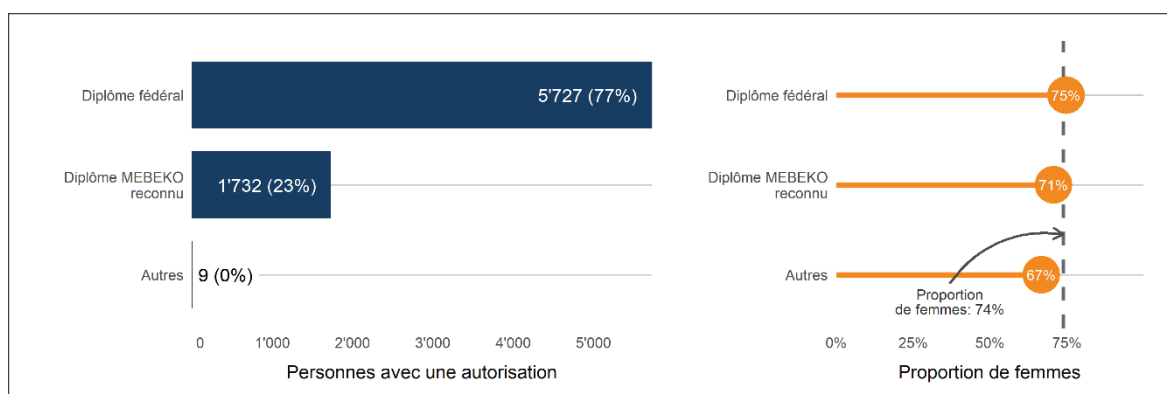 Diplôme fédéral
5'727 (77%)
Diplôme MEBEKO
reconnu
1'732 (23%)
Autres
9 (0%)
0
1'000
2'000
3'000
4'000
5'000
Personnes avec une autorisation
Diplôme fédéral
75%
Diplôme MEBEKO
reconnu
71%
Autres
67%
Proportion
de femmes: 74%
0%
25%
50%
75%
Proportion de femmes